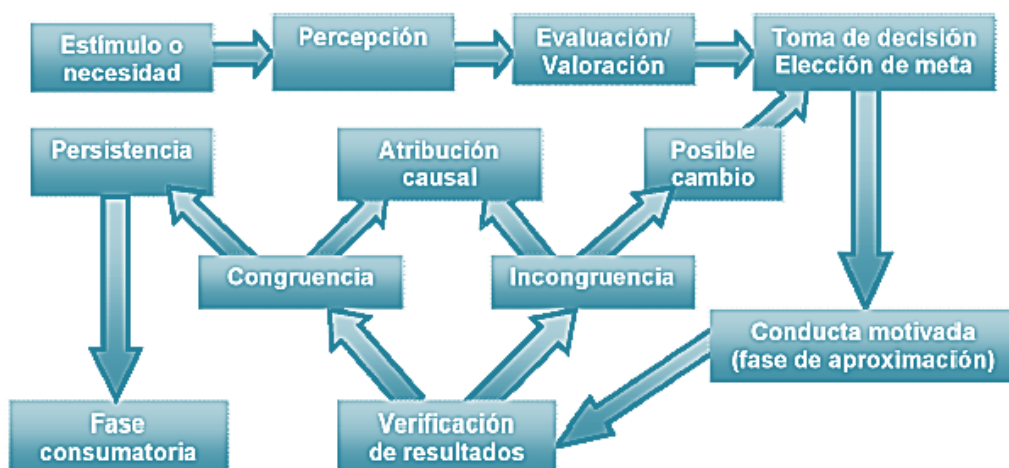 Estímulo o
necesidad
Percepción
Evaluación/
Valoración
Toma de decisión
Elección de meta
Persistencia
Atribución
causal
Posible
cambio
Congruencia
Incongruencia
Conducta motivada
(fase de aproximación)
Fase
consumatoria
Verificación
de resultados